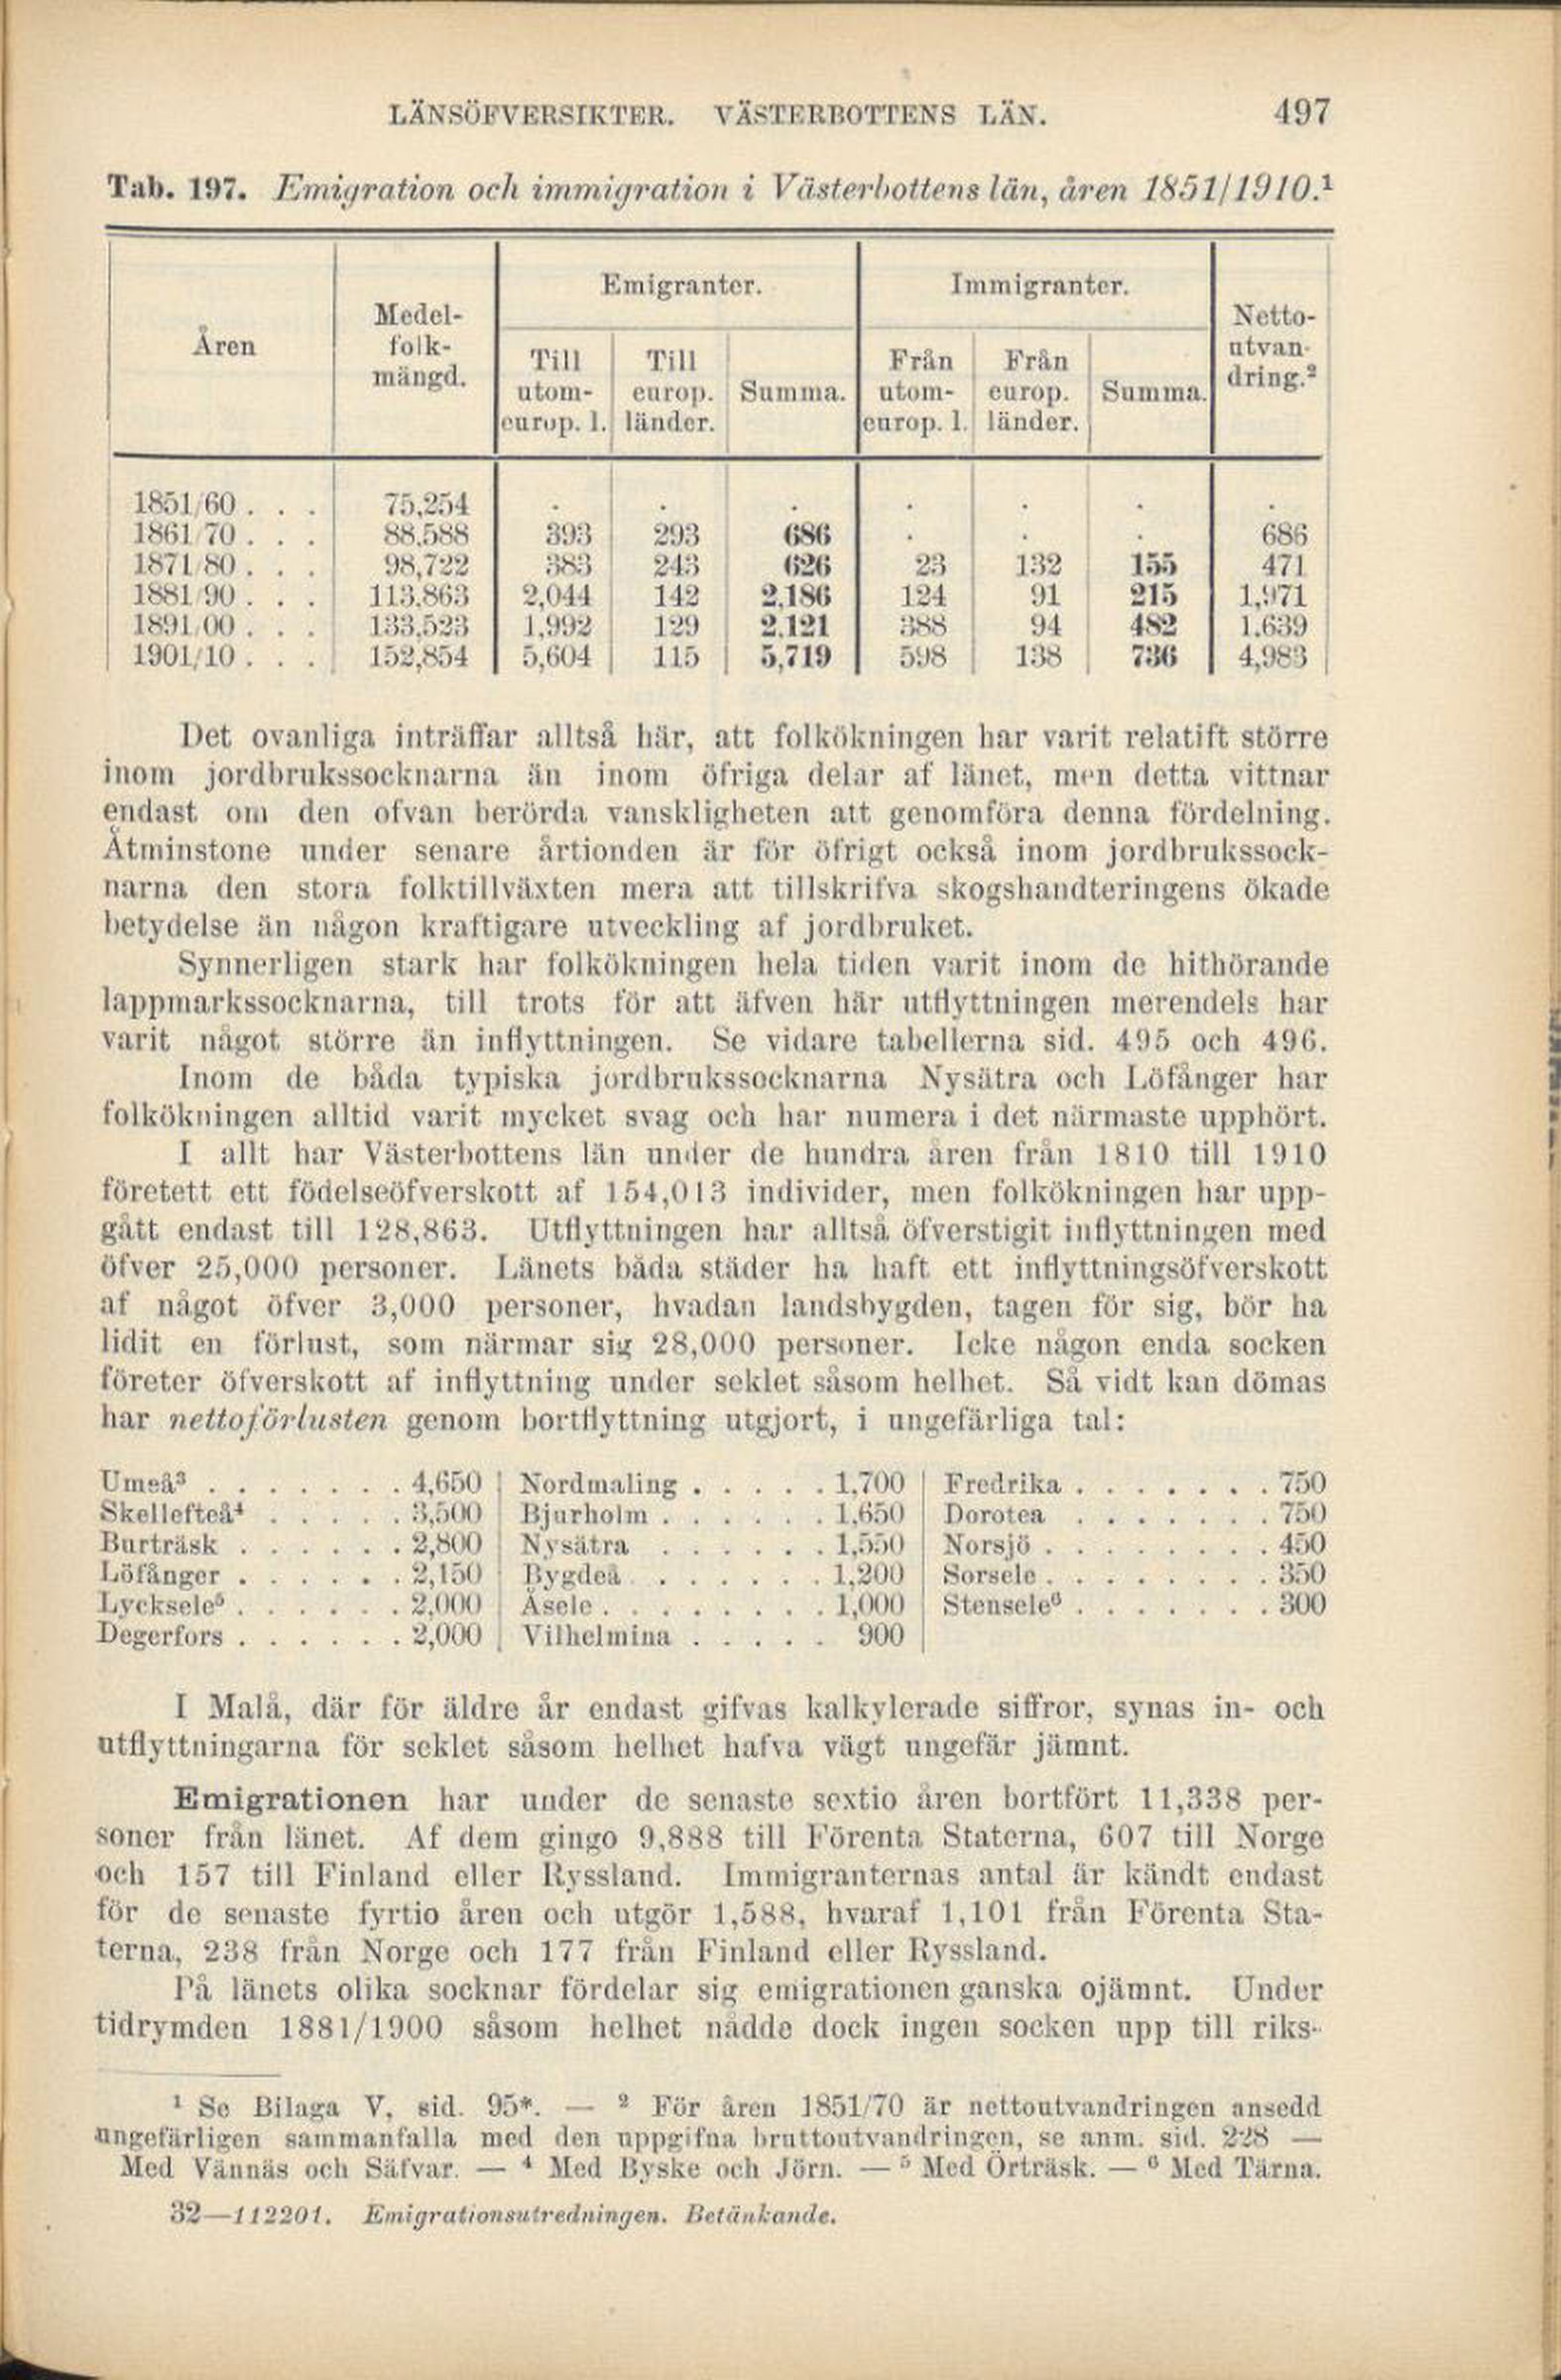 LÄNSÖFVERSIKTER. VÄSTERBOTTENS LÄN. 497
Tab. 197. Emigration och immigration i Västerbottens län, åren 1851/1910.¹
Åren
Medel-
folk-
mängd.
Emigranter.
Immigranter.
Netto-
utvan-
dring.²
Till
utom-
europ. l.
Till
europ.
länder.
Summa.
Från
utom-
europ. l.
Från
europ.
länder.
Summa.
1851/60 . . . 75,254 . . . . . . .
1861/70 . . . 88,588 393 293 686 . . . 686
1871/80 . . . 98,722 383 243 626 23 132 155 471
1881/90 . . . 113,863 2,044 142 2,186 124 91 215 1,971
1891/00 . . . 133,523 1,992 129 2,121 388 94 482 1,639
1901/10 . . . 152,854 5,604 115 5,719 598 138 736 4,983
Det ovanliga inträffar alltså här, att folkökningen har varit relatift större
inom jordbrukssocknarna än inom öfriga delar af länet, men detta vittnar
endast om den ofvan berörda vanskligheten att genomföra denna fördelning.
Åtminstone under senare årtionden är för öfrigt också inom jordbrukssock-
narna den stora folktillväxten mera att tillskrifva skogshandteringens ökade
betydelse än någon kraftigare utveckling af jordbruket.
Synnerligen stark har folkökningen hela tiden varit inom de hithörande
lappmarkssocknarna, till trots för att äfven här utflyttningen merendels har
varit något större än inflyttningen. Se vidare tabellerna sid. 495 och 496.
Inom de båda typiska jordbrukssocknarna Nysätra och Löfånger har
folkökningen alltid varit mycket svag och har numera i det närmaste upphört.
I allt har Västerbottens län under de hundra åren från 1810 till 1910
företett ett födelseöfverskott af 154,013 individer, men folkökningen har upp-
gått endast till 128,863. Utflyttningen har alltså öfverstigit inflyttningen med
öfver 25,000 personer. Länets båda städer ha haft ett inflyttningsöfverskott
af något öfver 3,000 personer, hvadan landsbygden, tagen för sig, bör ha
lidit en förlust, som närmar sig 28,000 personer. Icke någon enda socken
företer öfverskott af inflyttning under seklet såsom helhet. Så vidt kan dömas
har nettoförlusten genom bortflyttning utgjort, i ungefärliga tal:
Umeå³ . . . . . . . 4,650 Nordmaling . . . . . 1,700 Fredrika . . . . . . . 750
Skellefteå⁴ . . . . . 3,500 Bjurholm . . . . . . 1,650 Dorotea . . . . . . . 750
Burträsk . . . . . . 2,800 Nysätra . . . . . . 1,550 Norsjö . . . . . . . . 450
Löfånger . . . . . . 2,150 Bygdeå . . . . . . . 1,200 Sorsele . . . . . . . . 350
Lycksele⁵ . . . . . . 2,000 Åsele . . . . . . . . 1,000 Stensele⁶ . . . . . . . 300
Degerfors . . . . . . 2,000 Vilhelmina . . . . . 900
I Malå, där för äldre år endast gifvas kalkylerade siffror, synas in- och
utflyttningarna för seklet såsom helhet hafva vägt ungefär jämnt.
Emigrationen har under de senaste sextio åren bortfört 11,338 per-
soner från länet. Af dem gingo 9,888 till Förenta Staterna, 607 till Norge
och 157 till Finland eller Ryssland. Immigranternas antal är kändt endast
för de senaste fyrtio åren och utgör 1,588, hvaraf 1,101 från Förenta Sta-
terna, 238 från Norge och 177 från Finland eller Ryssland.
På länets olika socknar fördelar sig emigrationen ganska ojämnt. Under
tidrymden 1881/1900 såsom helhet nådde dock ingen socken upp till riks-
¹ Se Bilaga V, sid. 95*. — ² För åren 1851/70 är nettoutvandringen ansedd
ungefärligen sammanfalla med den uppgifna bruttoutvandringen, se anm. sid. 228 —
Med Vännäs och Säfvar. — ⁴ Med Byske och Jörn. — ⁵ Med Örträsk. — ⁶ Med Tärna.
32—112201. Emigrationsutredningen. Betänkande.